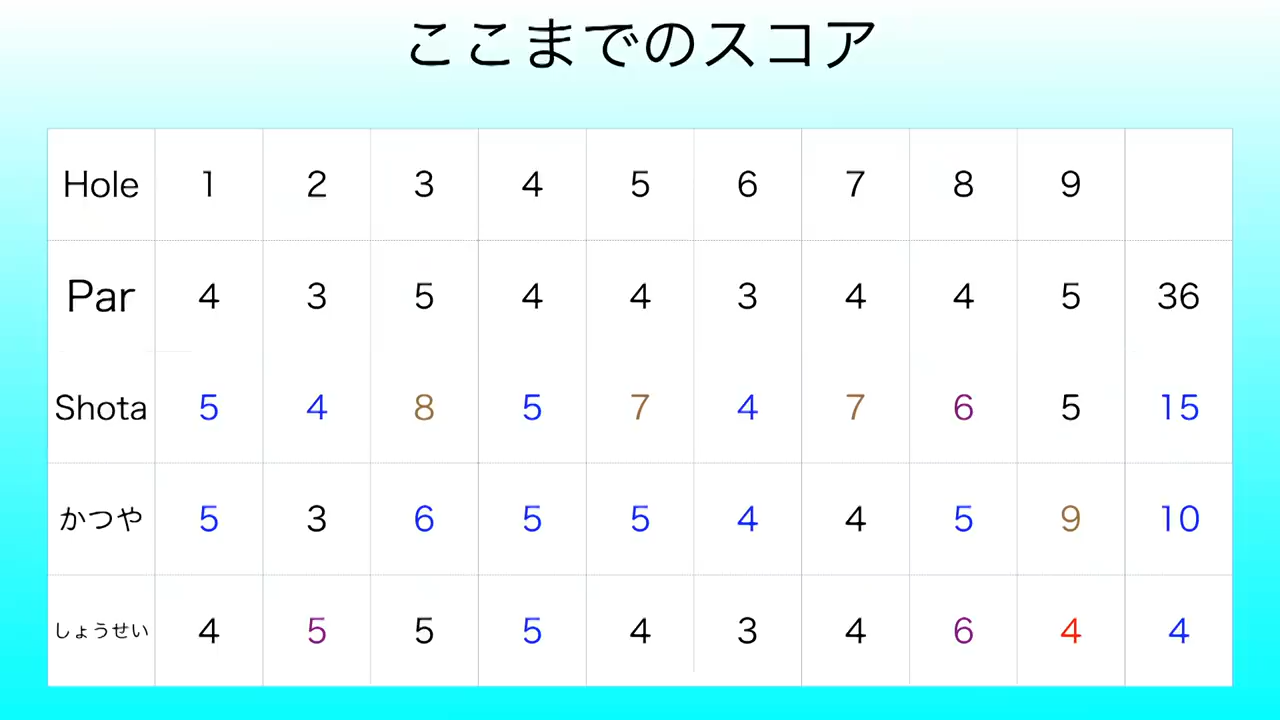 ここまでのスコア
Hole 1 2 3 4 5 6 7 8 9
Par 4 3 5 4 4 3 4 4 5 36
Shota 5 4 8 5 7 4 7 6 5 15
かつや 5 3 6 5 5 4 4 5 9 10
しょうせい 4 5 5 5 4 3 4 6 4 4